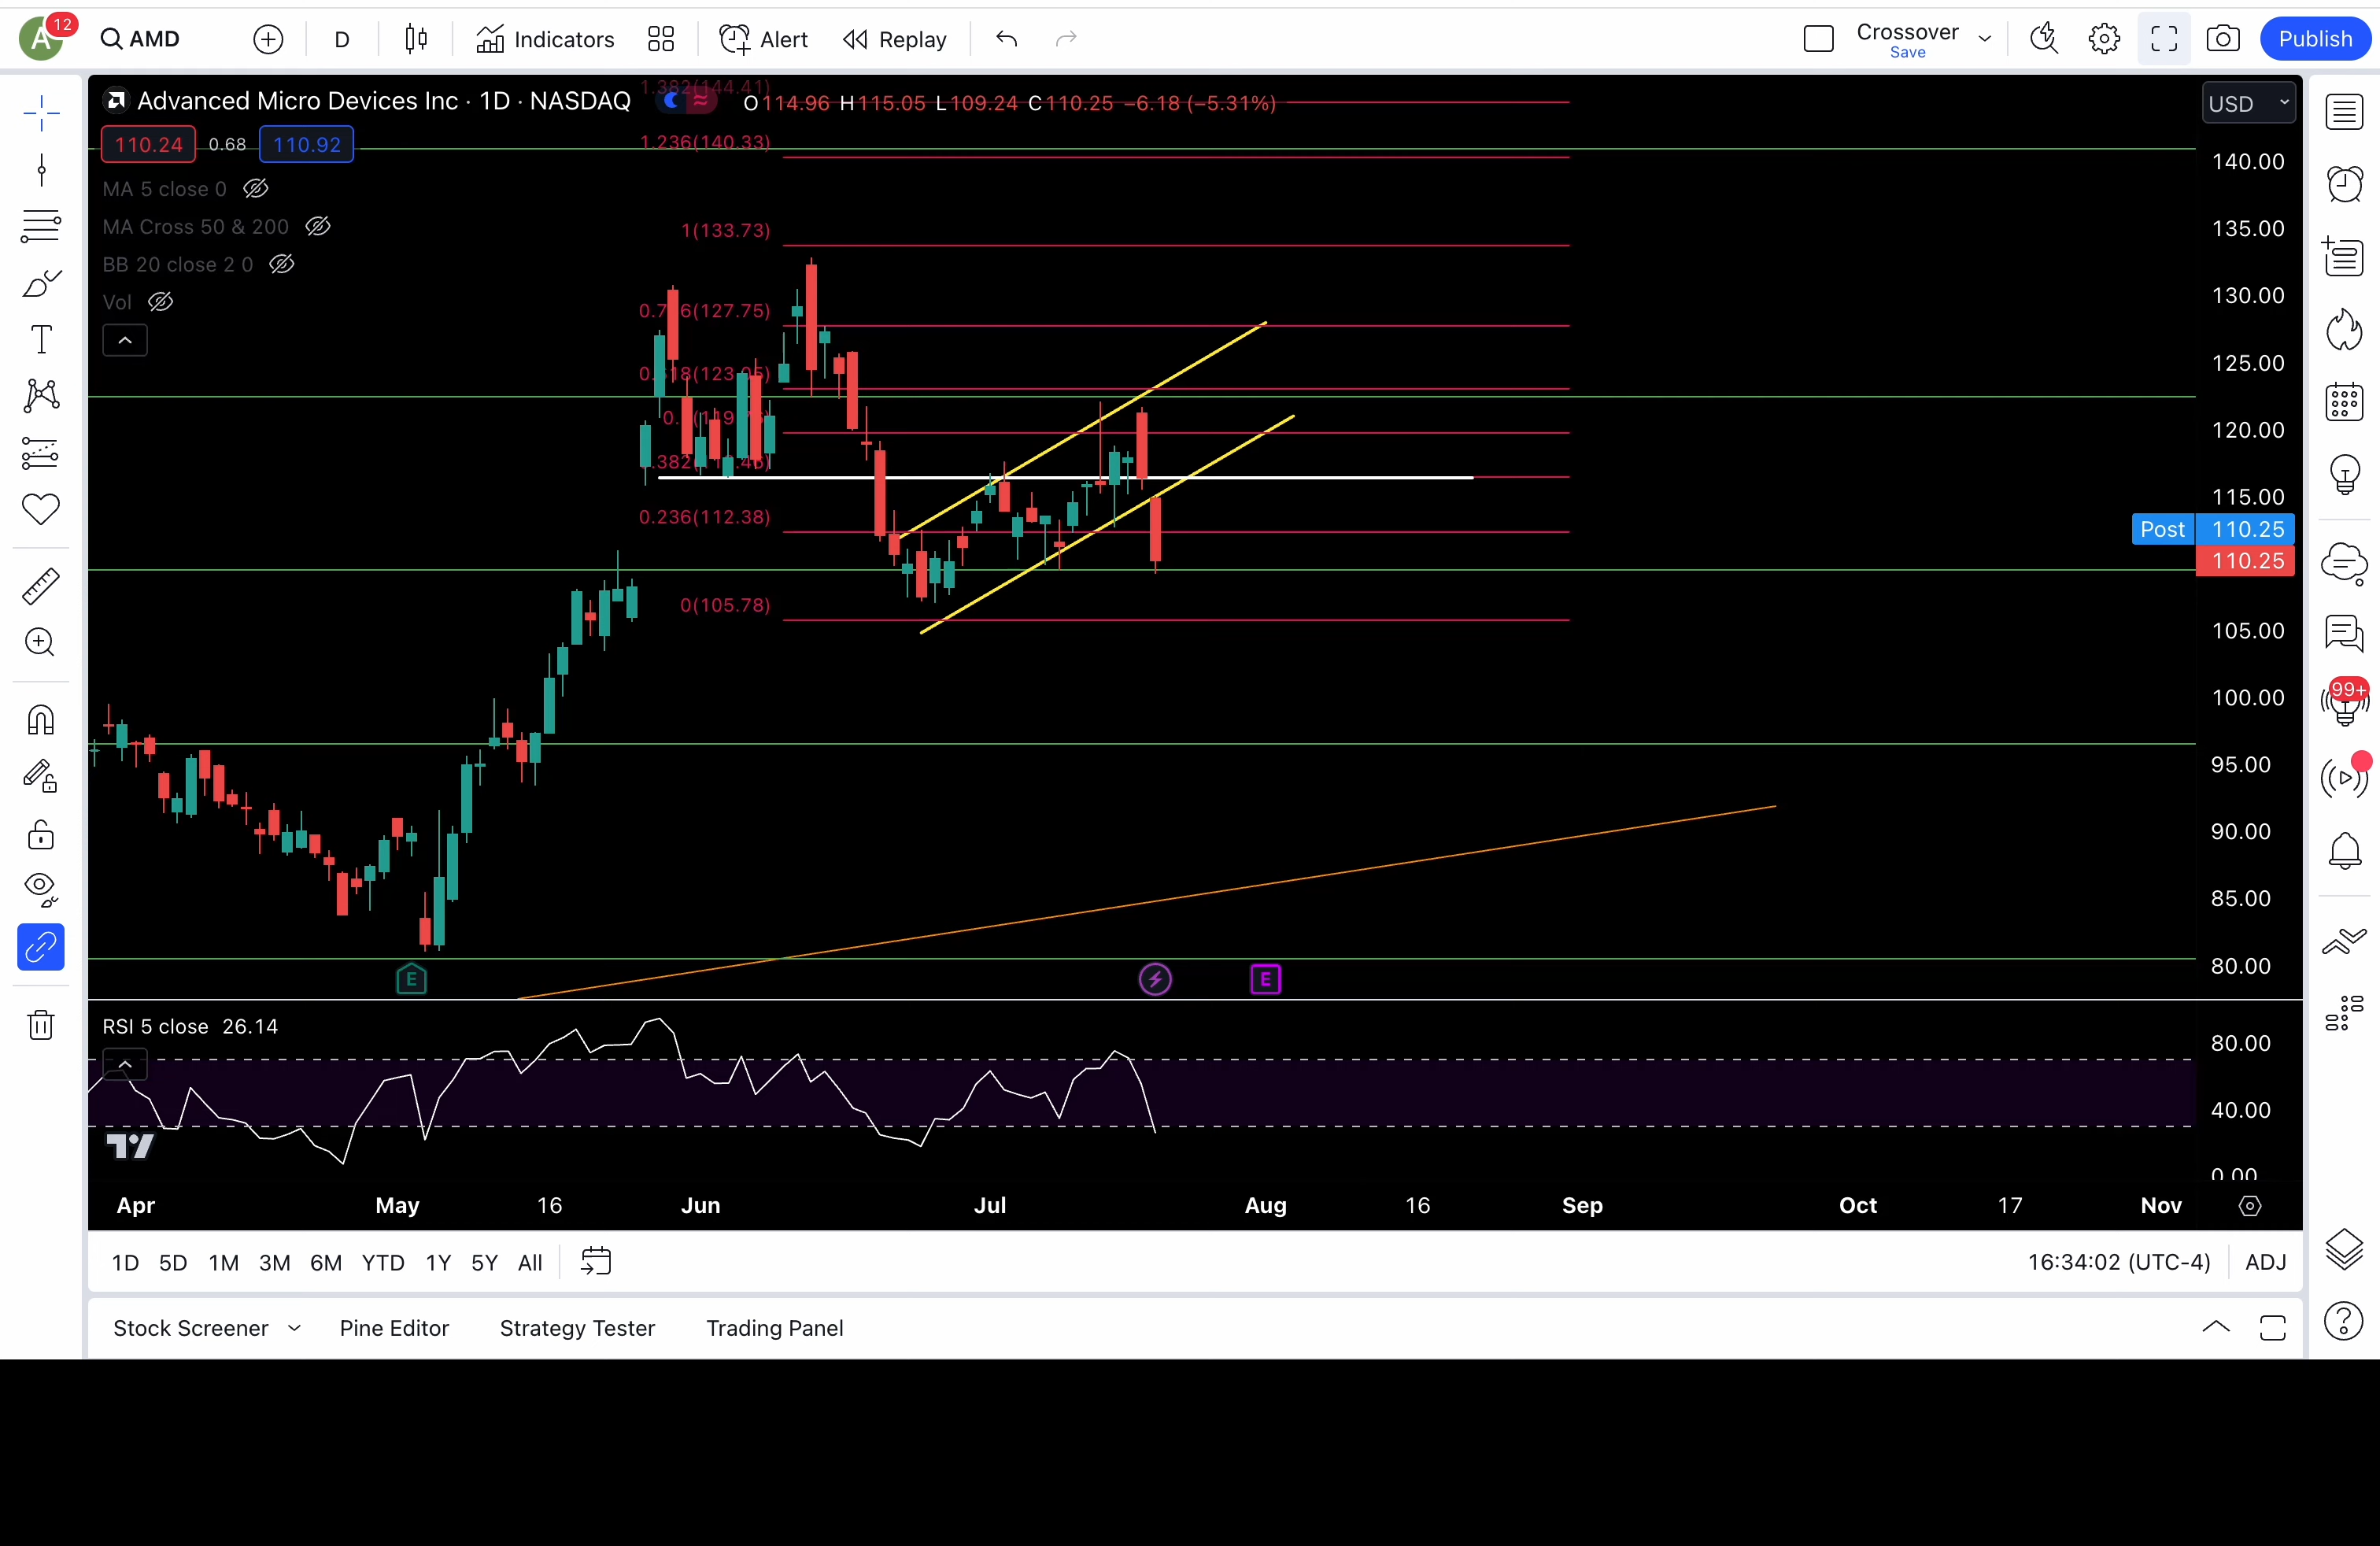 A 12 AMD D Indicators Alert Replay Crossover Save Publish
1.382(144.41)
Advanced Micro Devices Inc · 1D · NASDAQ O114.96 H115.05 L109.24 C110.25 −6.18 (−5.31%) USD
110.24 0.68 110.92
1.236(140.33)
140.00
MA 5 close 0
MA Cross 50 & 200
1(133.73)
135.00
BB 20 close 2 0
Vol
130.00
(127.75)
125.00
120.00
115.00
0.236(112.38)
Post 110.25
110.25
0(105.78)
105.00
100.00
95.00
90.00
85.00
80.00
E E
99+
RSI 5 close 26.14
80.00
40.00
0.00
Apr May 16 Jun Jul Aug 16 Sep Oct 17 Nov
1D 5D 1M 3M 6M YTD 1Y 5Y All 16:34:02 (UTC-4) ADJ
Stock Screener Pine Editor Strategy Tester Trading Panel